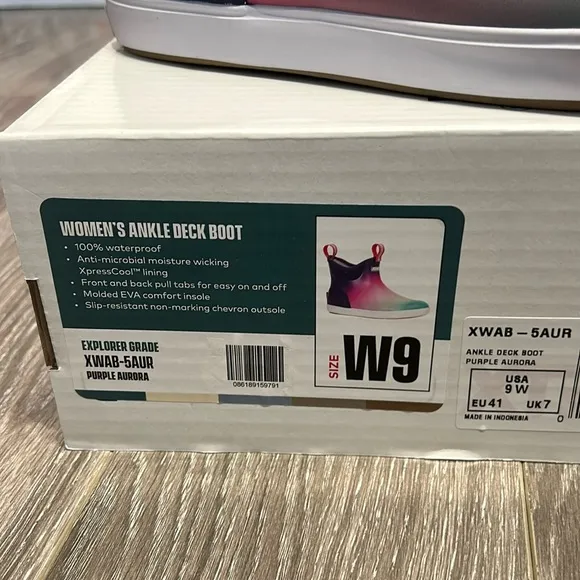 WOMEN'S ANKLE DECK BOOT
• 100% waterproof
• Anti-microbial moisture wicking
XpressCool™ lining
• Front and back pull tabs for easy on and off
• Molded EVA comfort insole
• Slip-resistant non-marking chevron outsole
EXPLORER GRADE
XWAB-5AUR
PURPLE AURORA
086189159791
SIZE W9
XWAB – 5AUR
ANKLE DECK BOOT
PURPLE AURORA
USA
9 W
EU 41 UK 7
MADE IN INDONESIA 0